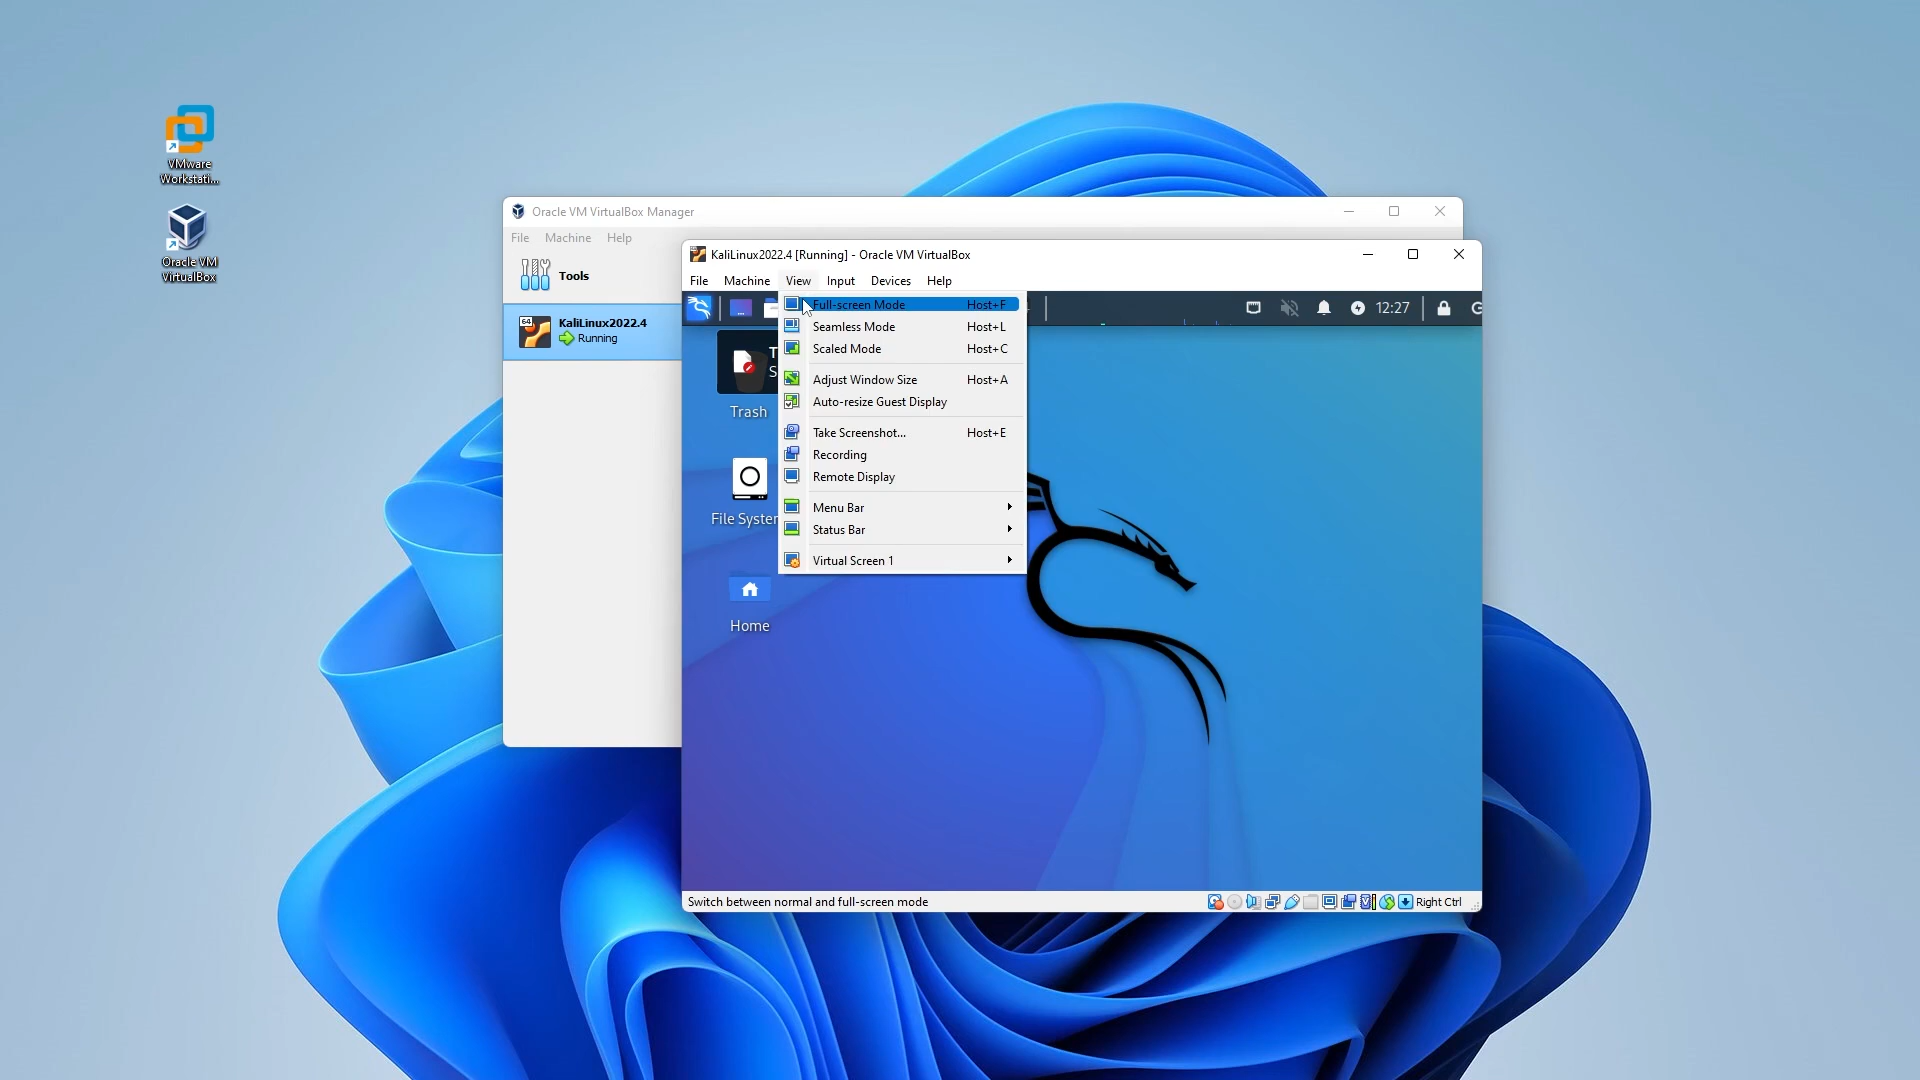 VMware
Workstati...
Oracle VM
VirtualBox
Oracle VM VirtualBox Manager
File Machine Help
Tools
64
KaliLinux2022.4
Running
KaliLinux2022.4 [Running] - Oracle VM VirtualBox
File Machine View Input Devices Help
12:27
Full-screen Mode Host+F
Seamless Mode Host+L
Scaled Mode Host+C
Adjust Window Size Host+A
Auto-resize Guest Display
Take Screenshot... Host+E
Recording
Remote Display
Menu Bar
Status Bar
Virtual Screen 1
Trash
File System
Home
Switch between normal and full-screen mode
Right Ctrl